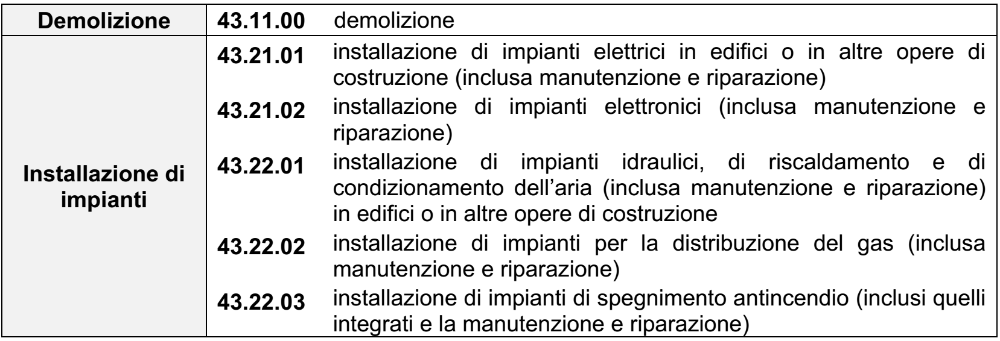 Demolizione 43.11.00 demolizione
Installazione di impianti
43.21.01 installazione di impianti elettrici in edifici o in altre opere di
costruzione (inclusa manutenzione e riparazione)
43.21.02 installazione di impianti elettronici (inclusa manutenzione e
riparazione)
43.22.01 installazione di impianti idraulici, di riscaldamento e di
condizionamento dell’aria (inclusa manutenzione e riparazione)
in edifici o in altre opere di costruzione
43.22.02 installazione di impianti per la distribuzione del gas (inclusa
manutenzione e riparazione)
43.22.03 installazione di impianti di spegnimento antincendio (inclusi quelli
integrati e la manutenzione e riparazione)